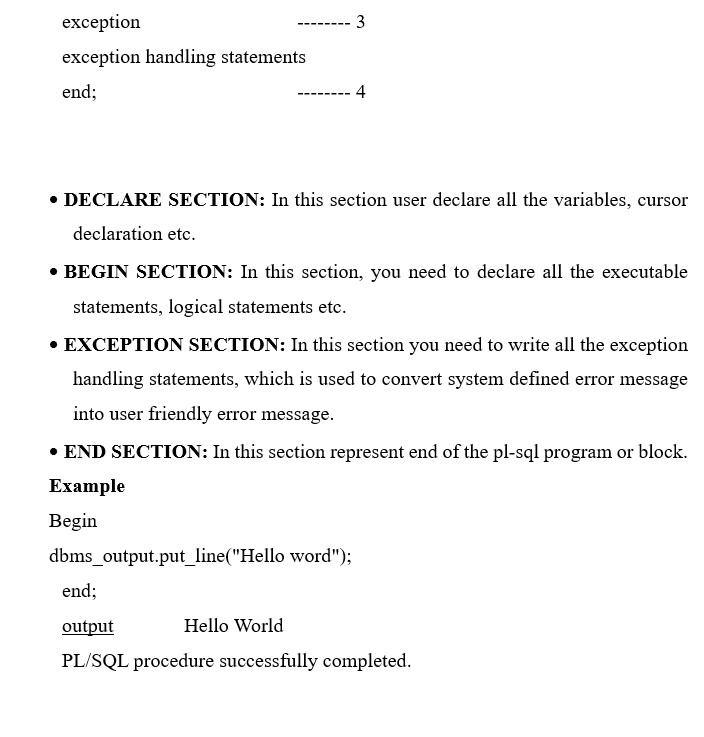 exception -------- 3
exception handling statements
end; -------- 4
• DECLARE SECTION: In this section user declare all the variables, cursor
declaration etc.
• BEGIN SECTION: In this section, you need to declare all the executable
statements, logical statements etc.
• EXCEPTION SECTION: In this section you need to write all the exception
handling statements, which is used to convert system defined error message
into user friendly error message.
• END SECTION: In this section represent end of the pl-sql program or block.
Example
Begin
dbms_output.put_line("Hello word");
end;
output Hello World
PL/SQL procedure successfully completed.